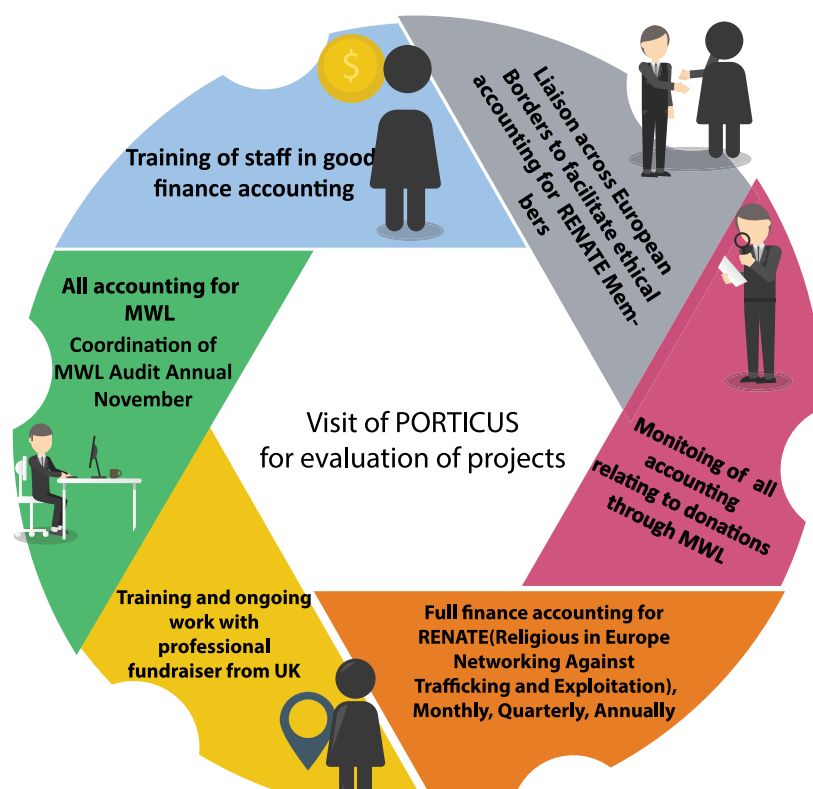 Training of staff in good
finance accounting
Liaison across European
Borders to facilitate ethical
accounting for RENATE Mem-
bers
Monitoing of all
accounting
relating to donations
through MWL
Full finance accounting for
RENATE(Religious in Europe
Networking Against
Trafficking and Exploitation),
Monthly, Quarterly, Annually
Training and ongoing
work with
professional
fundraiser from UK
All accounting for
MWL
Coordination of
MWL Audit Annual
November
Visit of PORTICUS
for evaluation of projects
$